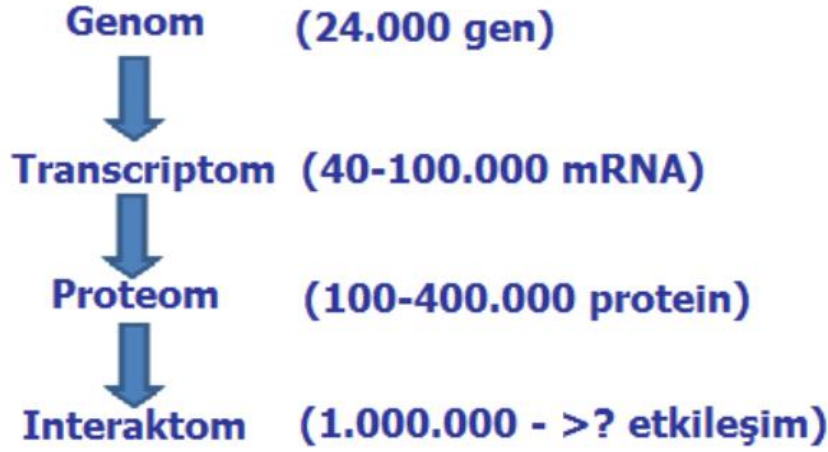 Genom (24.000 gen)
Transcriptom (40-100.000 mRNA)
Proteom (100-400.000 protein)
Interaktom (1.000.000 - >? etkileşim)